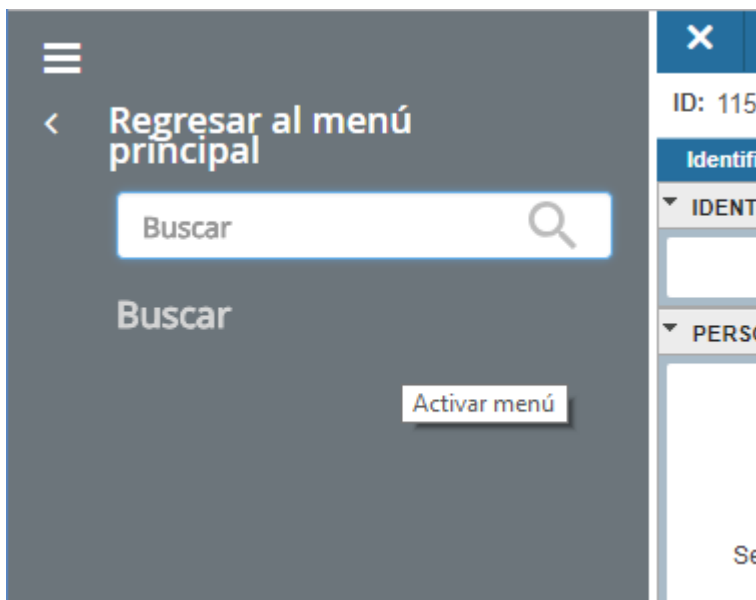 Regresar al menú
principal
Buscar
Buscar
Activar menú
ID: 115
Identifi
IDENT
PERSO
Se